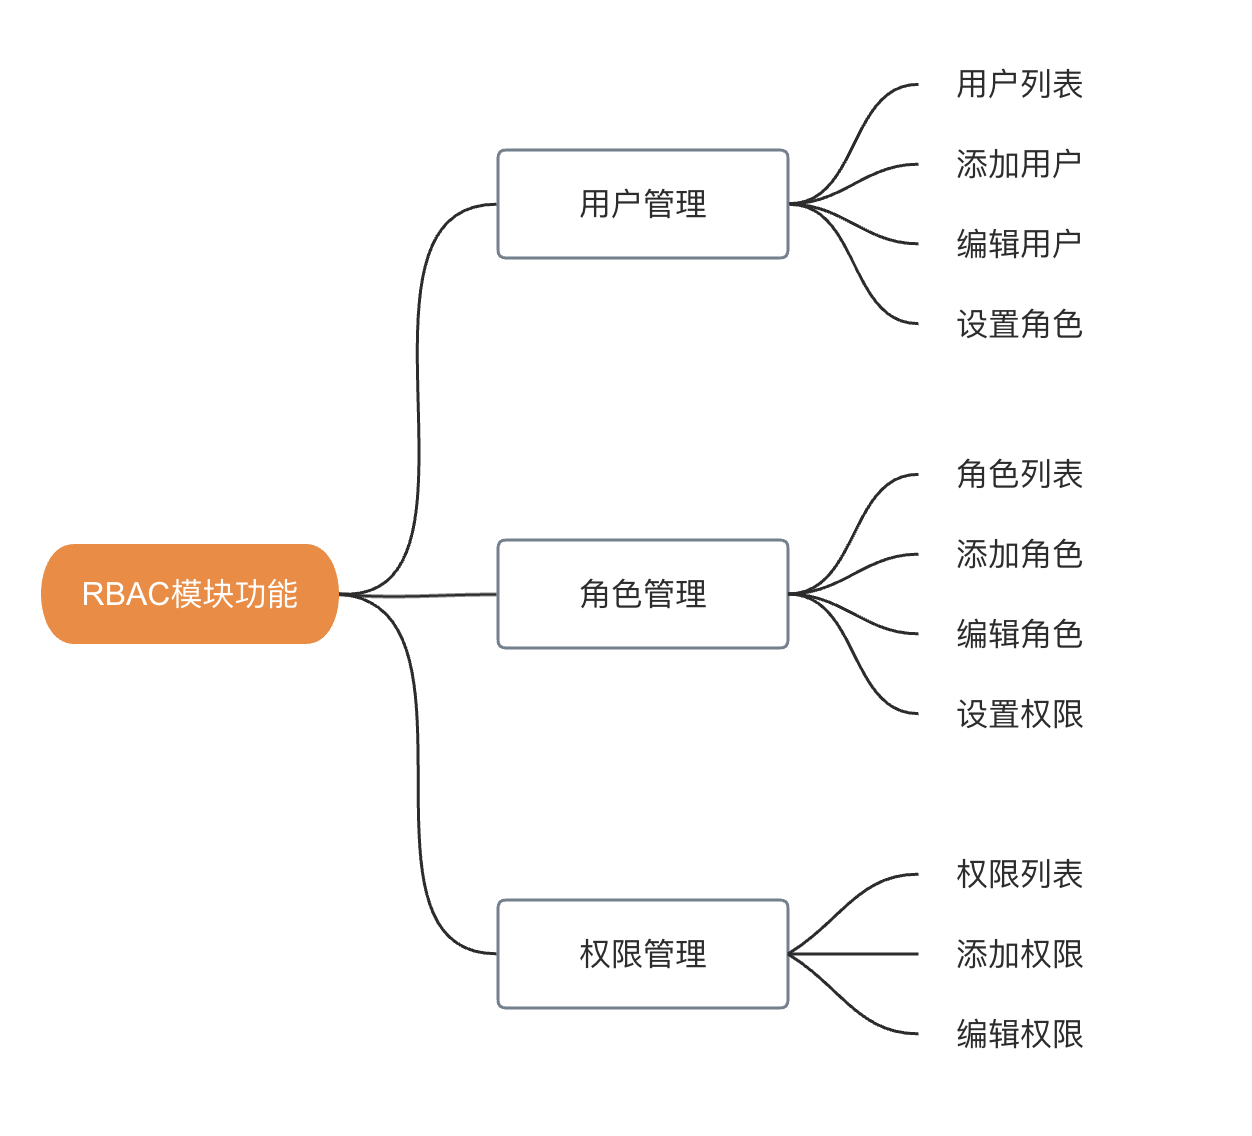 RBAC模块功能
用户管理
用户列表
添加用户
编辑用户
设置角色
角色管理
角色列表
添加角色
编辑角色
设置权限
权限管理
权限列表
添加权限
编辑权限